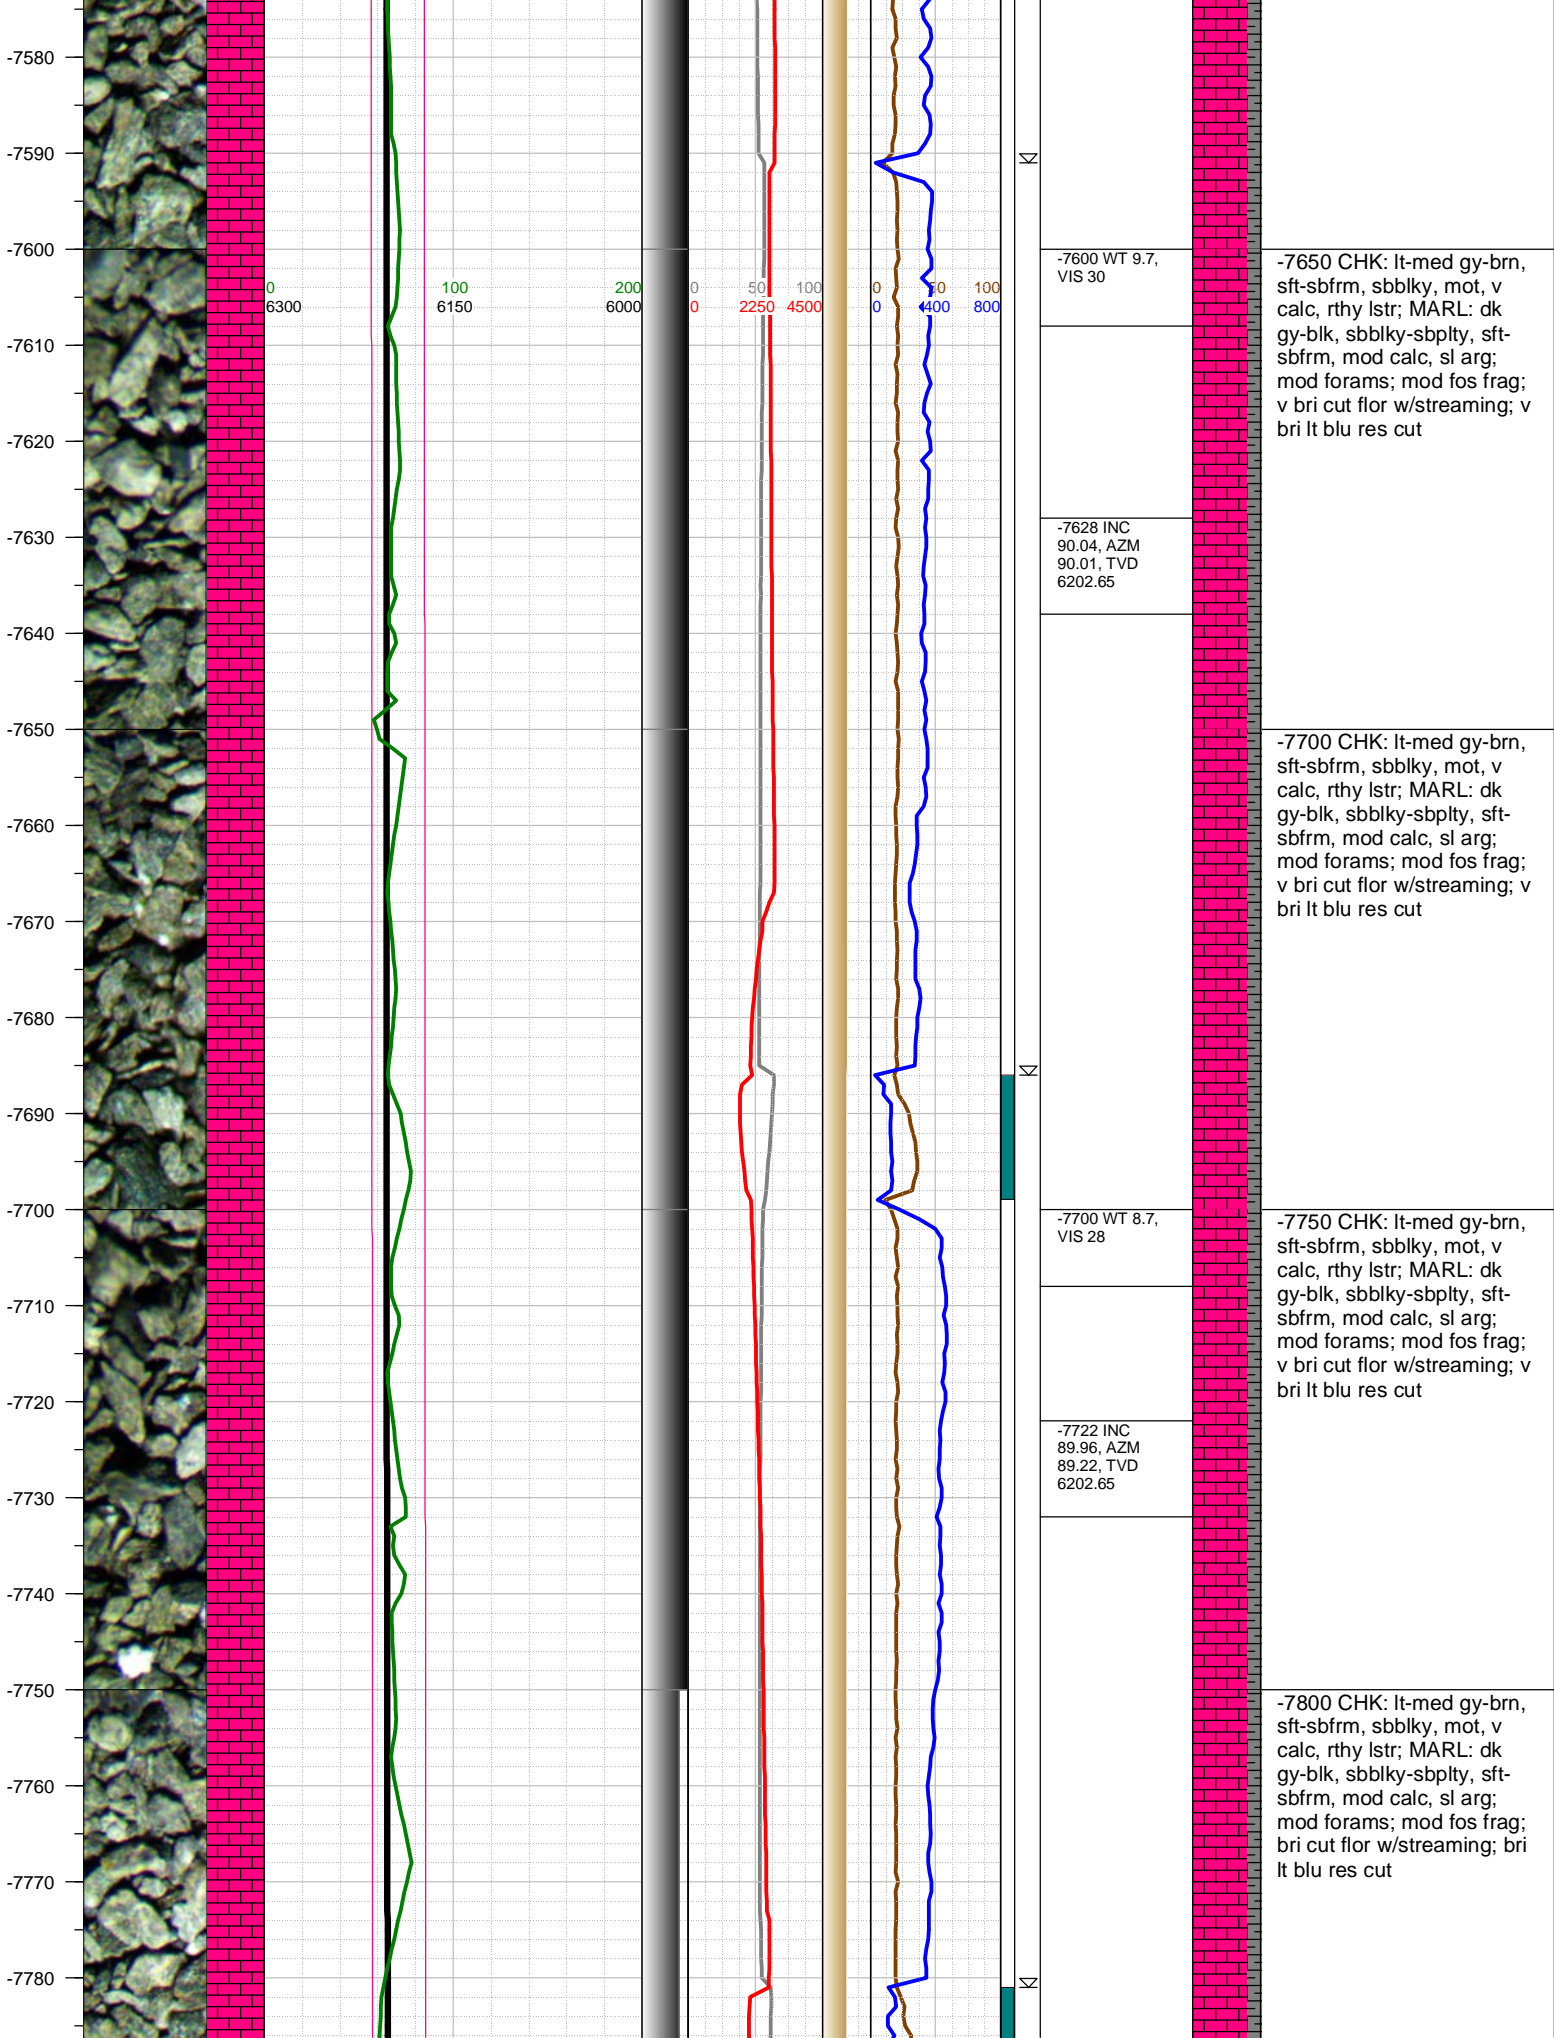 -7580
-7590
-7600
-7610
-7620
-7630
-7640
-7650
-7660
-7670
-7680
-7690
-7700
-7710
-7720
-7730
-7740
-7750
-7760
-7770
-7780
0 100 200
6300 6150 6000
0 50 100
0 2250 4500
0 50 100
0 400 800
-7600 WT 9.7,
VIS 30
-7628 INC
90.04, AZM
90.01, TVD
6202.65
-7700 WT 8.7,
VIS 28
-7722 INC
89.96, AZM
89.22, TVD
6202.65
-7650 CHK: lt-med gy-brn,
sft-sbfrm, sbblky, mot, v
calc, rthy lstr; MARL: dk
gy-blk, sbblky-sbplty, sft-
sbfrm, mod calc, sl arg;
mod forams; mod fos frag;
v bri cut flor w/streaming; v
bri lt blu res cut
-7700 CHK: lt-med gy-brn,
sft-sbfrm, sbblky, mot, v
calc, rthy lstr; MARL: dk
gy-blk, sbblky-sbplty, sft-
sbfrm, mod calc, sl arg;
mod forams; mod fos frag;
v bri cut flor w/streaming; v
bri lt blu res cut
-7750 CHK: lt-med gy-brn,
sft-sbfrm, sbblky, mot, v
calc, rthy lstr; MARL: dk
gy-blk, sbblky-sbplty, sft-
sbfrm, mod calc, sl arg;
mod forams; mod fos frag;
v bri cut flor w/streaming; v
bri lt blu res cut
-7800 CHK: lt-med gy-brn,
sft-sbfrm, sbblky, mot, v
calc, rthy lstr; MARL: dk
gy-blk, sbblky-sbplty, sft-
sbfrm, mod calc, sl arg;
mod forams; mod fos frag;
bri cut flor w/streaming; bri
lt blu res cut